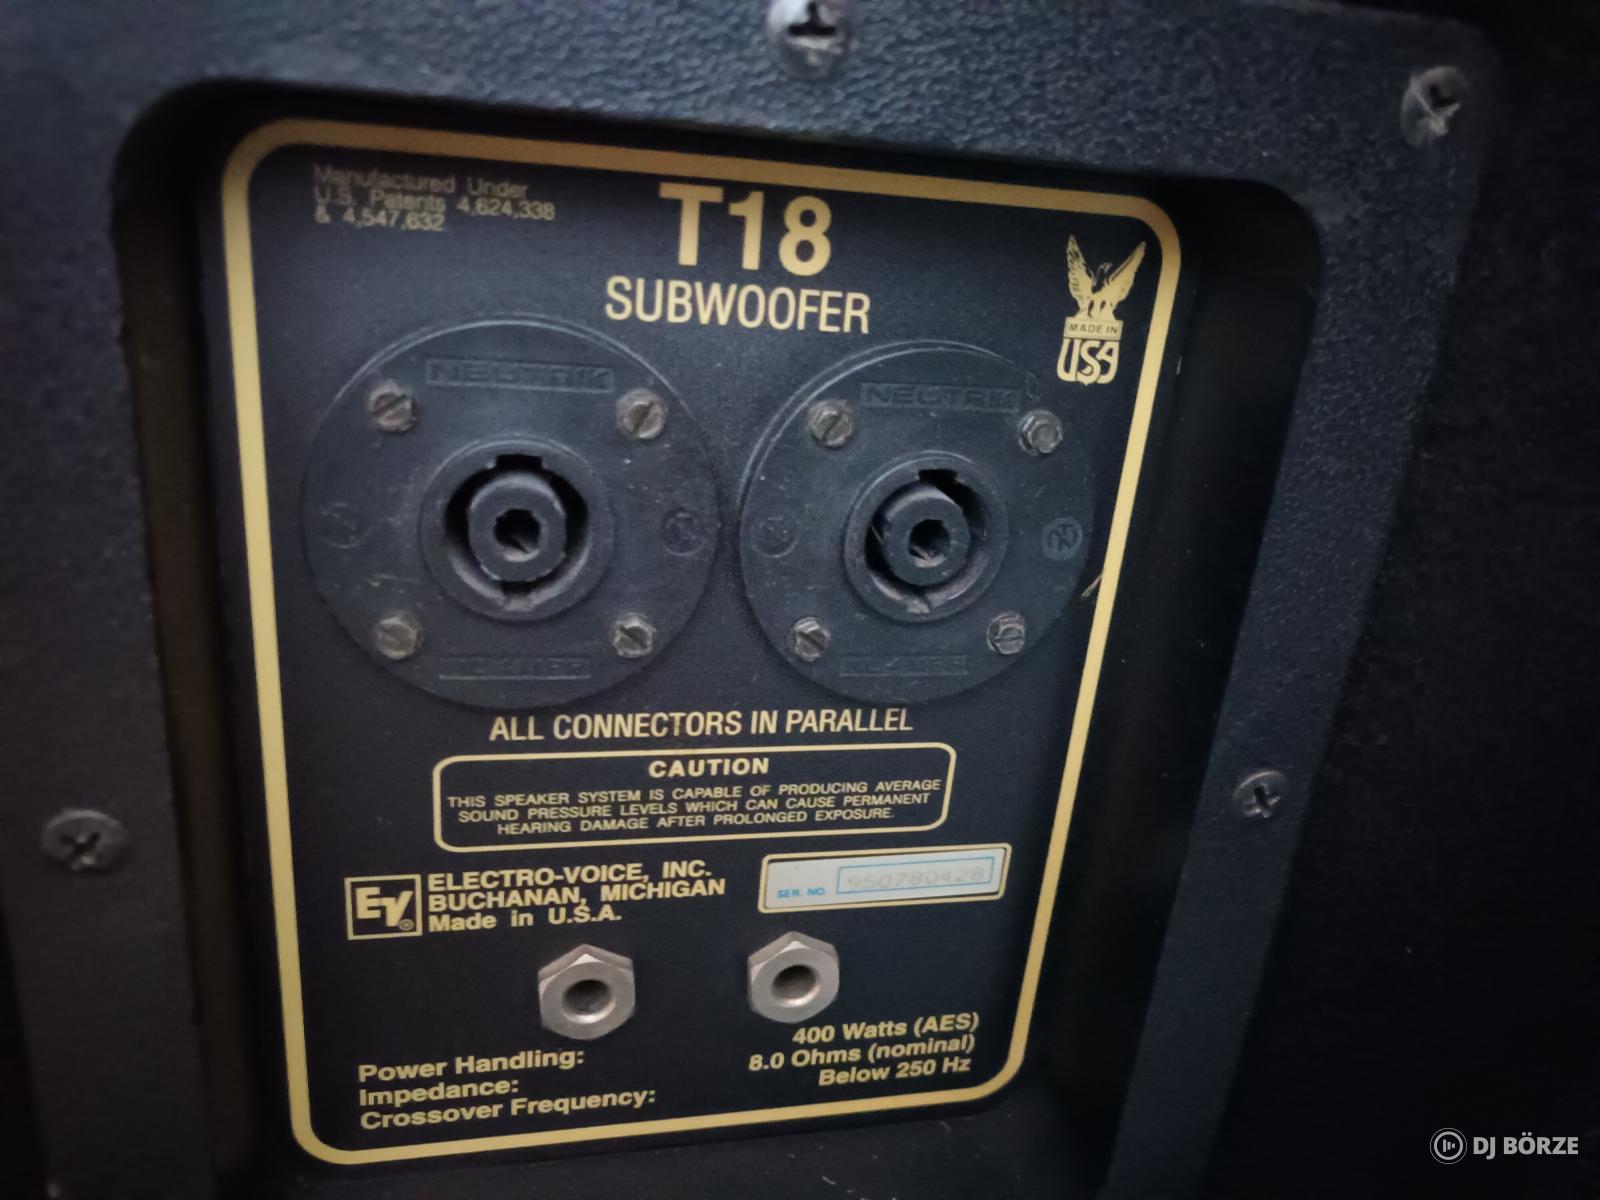 Manufactured Under
U.S. Patents 4,624,338
& 4,547,632
T18
SUBWOOFER
MADE IN
USA
NEUTRIK
NEUTRIK
ALL CONNECTORS IN PARALLEL
CAUTION
THIS SPEAKER SYSTEM IS CAPABLE OF PRODUCING AVERAGE
SOUND PRESSURE LEVELS WHICH CAN CAUSE PERMANENT
HEARING DAMAGE AFTER PROLONGED EXPOSURE.
EV®
ELECTRO-VOICE, INC.
BUCHANAN, MICHIGAN
Made in U.S.A.
SER. NO. 950780428
Power Handling: 400 Watts (AES)
Impedance: 8.0 Ohms (nominal)
Crossover Frequency: Below 250 Hz
DJ BÖRZE